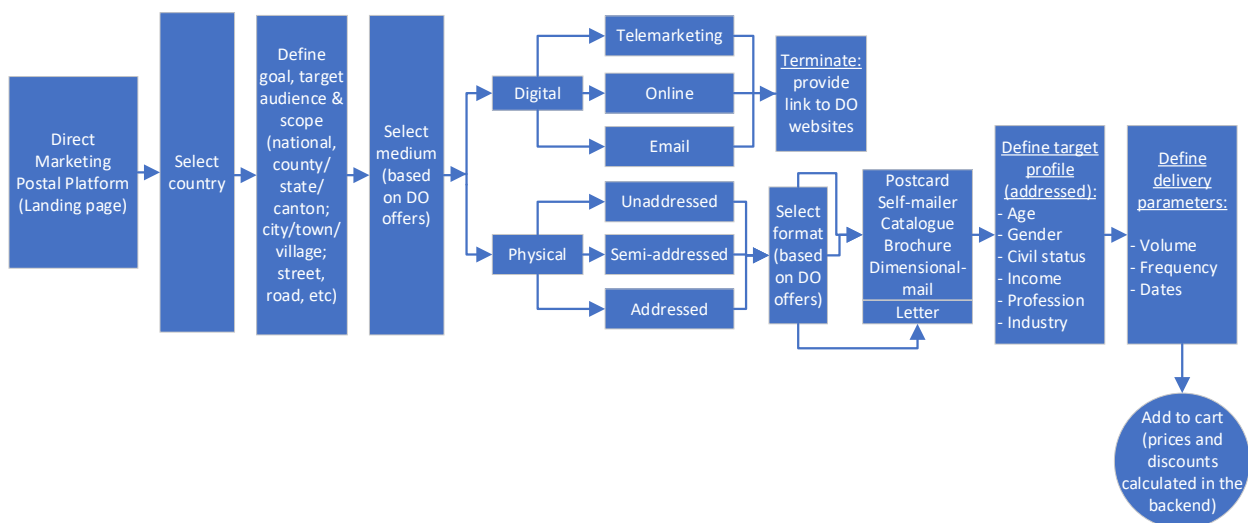 Direct
Marketing
Postal Platform
(Landing page)
Select
country
Define
goal, target
audience &
scope
(national,
county/
state/
canton;
city/town/
village;
street,
road, etc)
Select
medium
(based
on DO
offers)
Digital
Physical
Telemarketing
Online
Email
Unaddressed
Semi-addressed
Addressed
Terminate:
provide
link to DO
websites
Select
format
(based
on DO
offers)
Postcard
Self-mailer
Catalogue
Brochure
Dimensional-
mail
Letter
Define target
profile
(addressed):
- Age
- Gender
- Civil status
- Income
- Profession
- Industry
Define
delivery
parameters:
- Volume
- Frequency
- Dates
Add to cart
(prices and
discounts
calculated in the
backend)